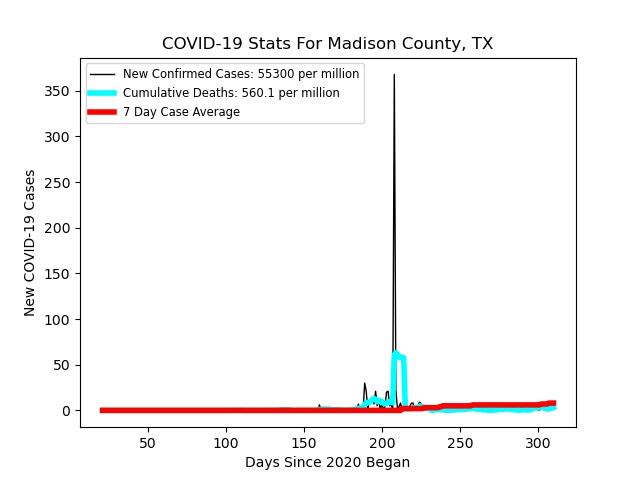 COVID-19 Stats For Madison County, TX
New Confirmed Cases: 55300 per million
Cumulative Deaths: 560.1 per million
7 Day Case Average
New COVID-19 Cases
350
300
250
200
150
100
50
0
50 100 150 200 250 300
Days Since 2020 Began